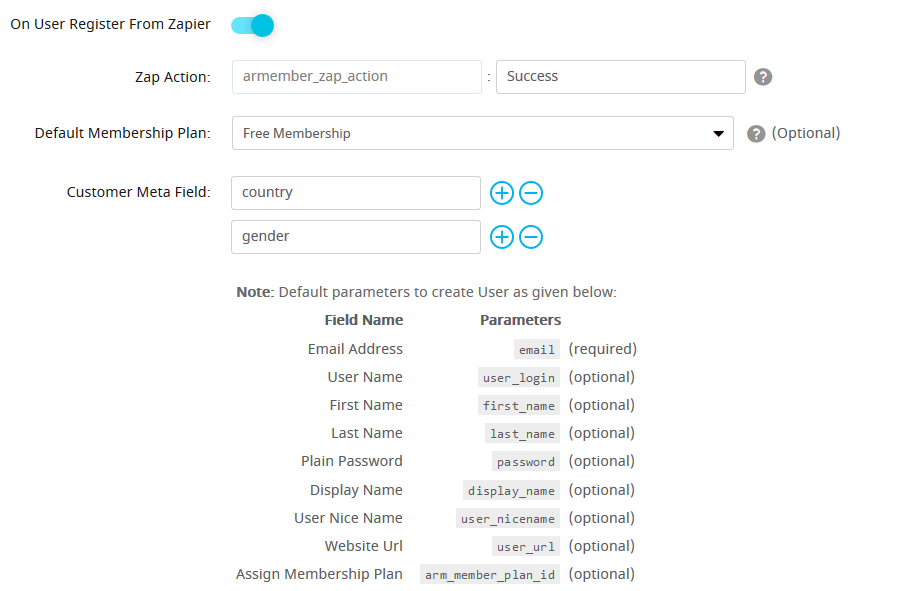 On User Register From Zapier
Zap Action: armember_zap_action : Success ?
Default Membership Plan: Free Membership ? (Optional)
Customer Meta Field: country
gender
Note: Default parameters to create User as given below:
Field Name Parameters
Email Address email (required)
User Name user_login (optional)
First Name first_name (optional)
Last Name last_name (optional)
Plain Password password (optional)
Display Name display_name (optional)
User Nice Name user_nicename (optional)
Website Url user_url (optional)
Assign Membership Plan arm_member_plan_id (optional)